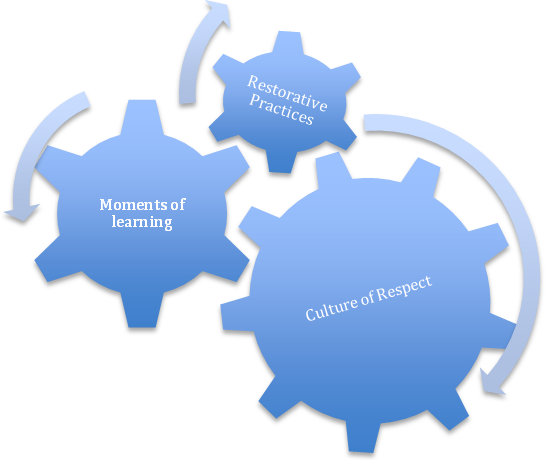 Restorative
Practices
Moments of
learning
Culture of Respect